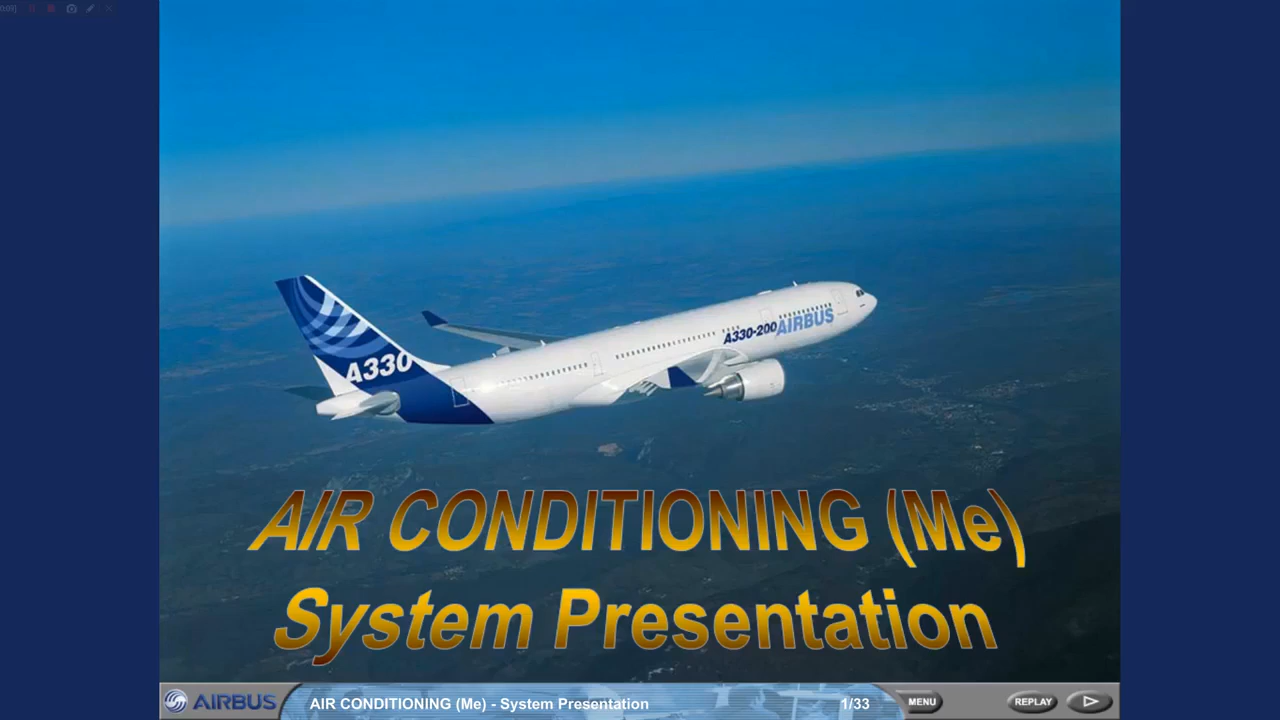 A330
A330-200 AIRBUS
AIR CONDITIONING (Me)
System Presentation
AIRBUS
AIR CONDITIONING (Me) - System Presentation
1/33
MENU
REPLAY